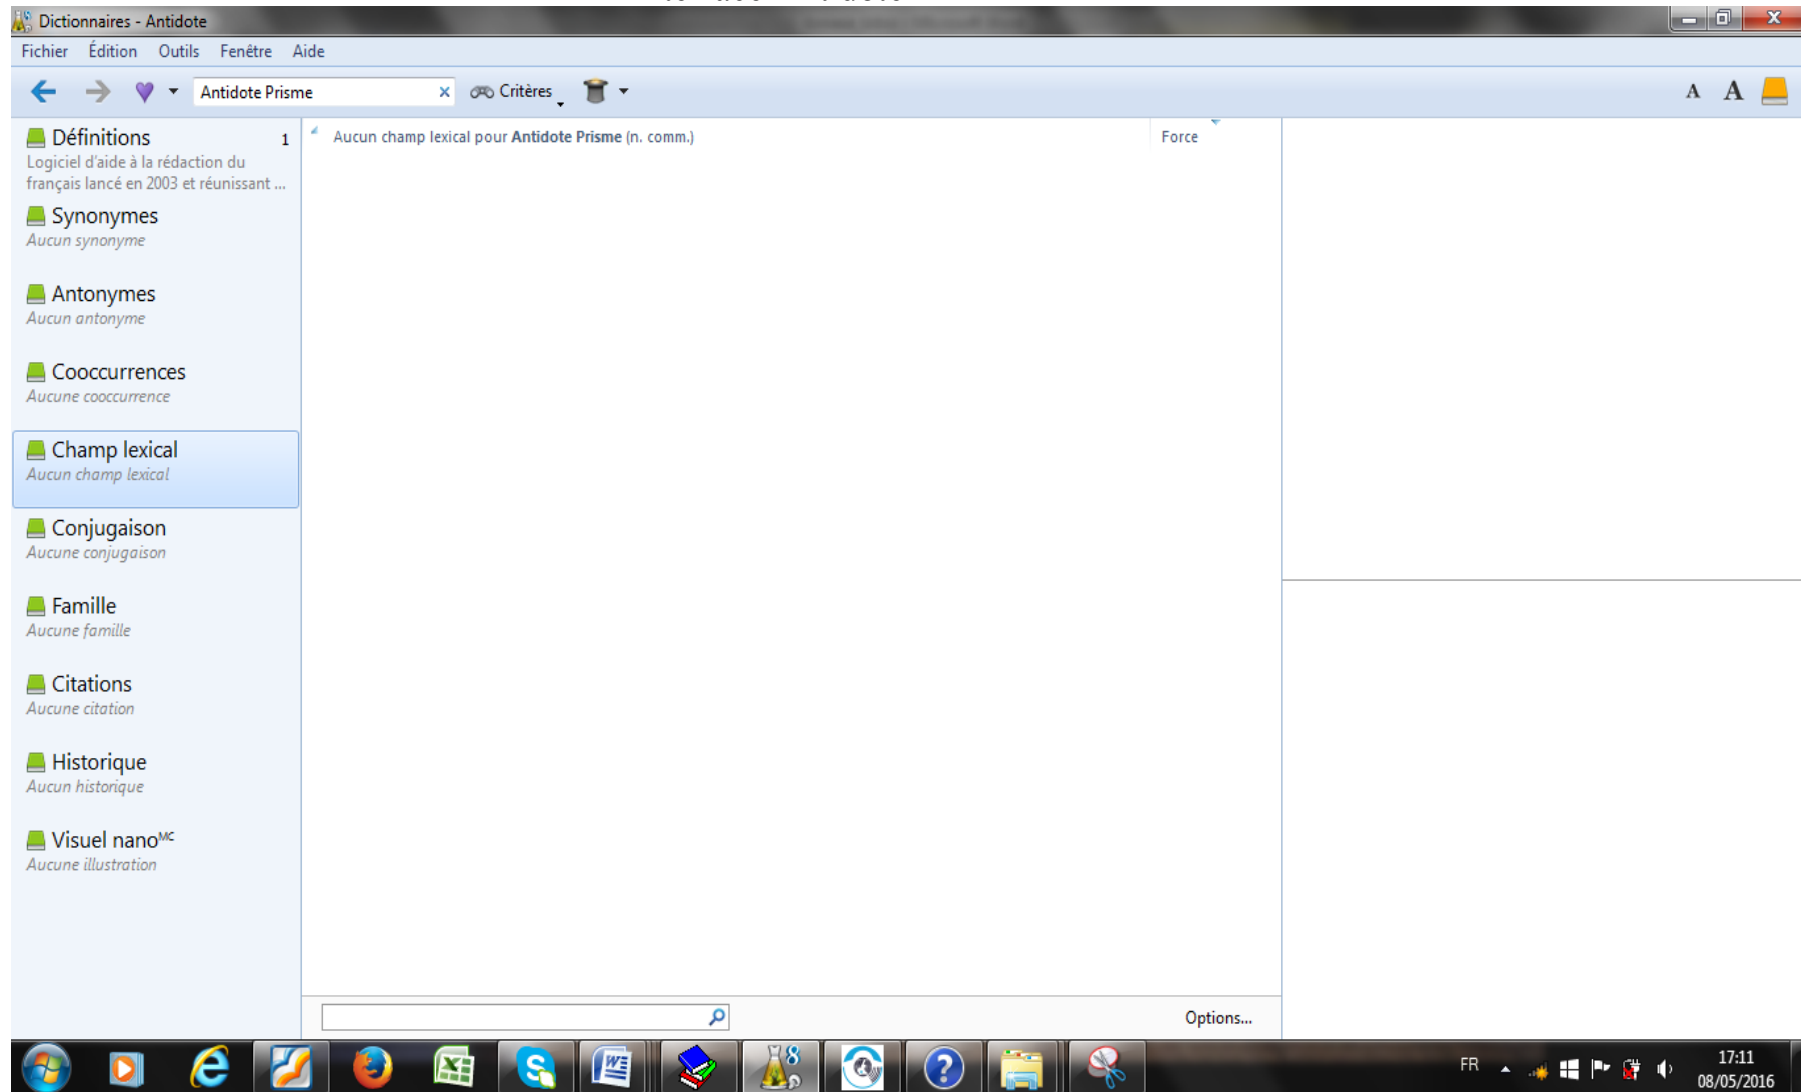 Dictionnaires - Antidote
Fichier Édition Outils Fenêtre Aide
Antidote Prisme Critères A A
Définitions 1
Logiciel d'aide à la rédaction du
français lancé en 2003 et réunissant ...
Synonymes
Aucun synonyme
Antonymes
Aucun antonyme
Cooccurrences
Aucune cooccurrence
Champ lexical
Aucun champ lexical
Conjugaison
Aucune conjugaison
Famille
Aucune famille
Citations
Aucune citation
Historique
Aucun historique
Visuel nanoMC
Aucune illustration
Aucun champ lexical pour Antidote Prisme (n. comm.) Force
Options...
8
FR
17:11
08/05/2016